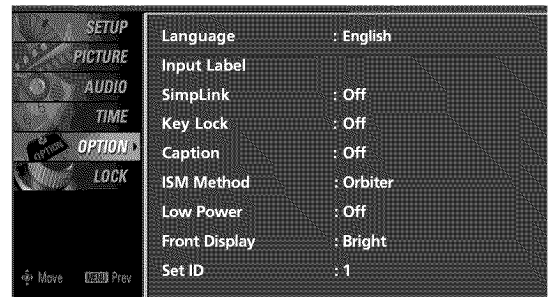 SETUP
PICTURE
AUDIO
TIME
OPTION
LOCK
Move MENU Prev
Language : English
Input Label
SimpLink : Off
Key Lock : Off
Caption : Off
ISM Method : Orbiter
Low Power : Off
Front Display : Bright
Set ID : 1